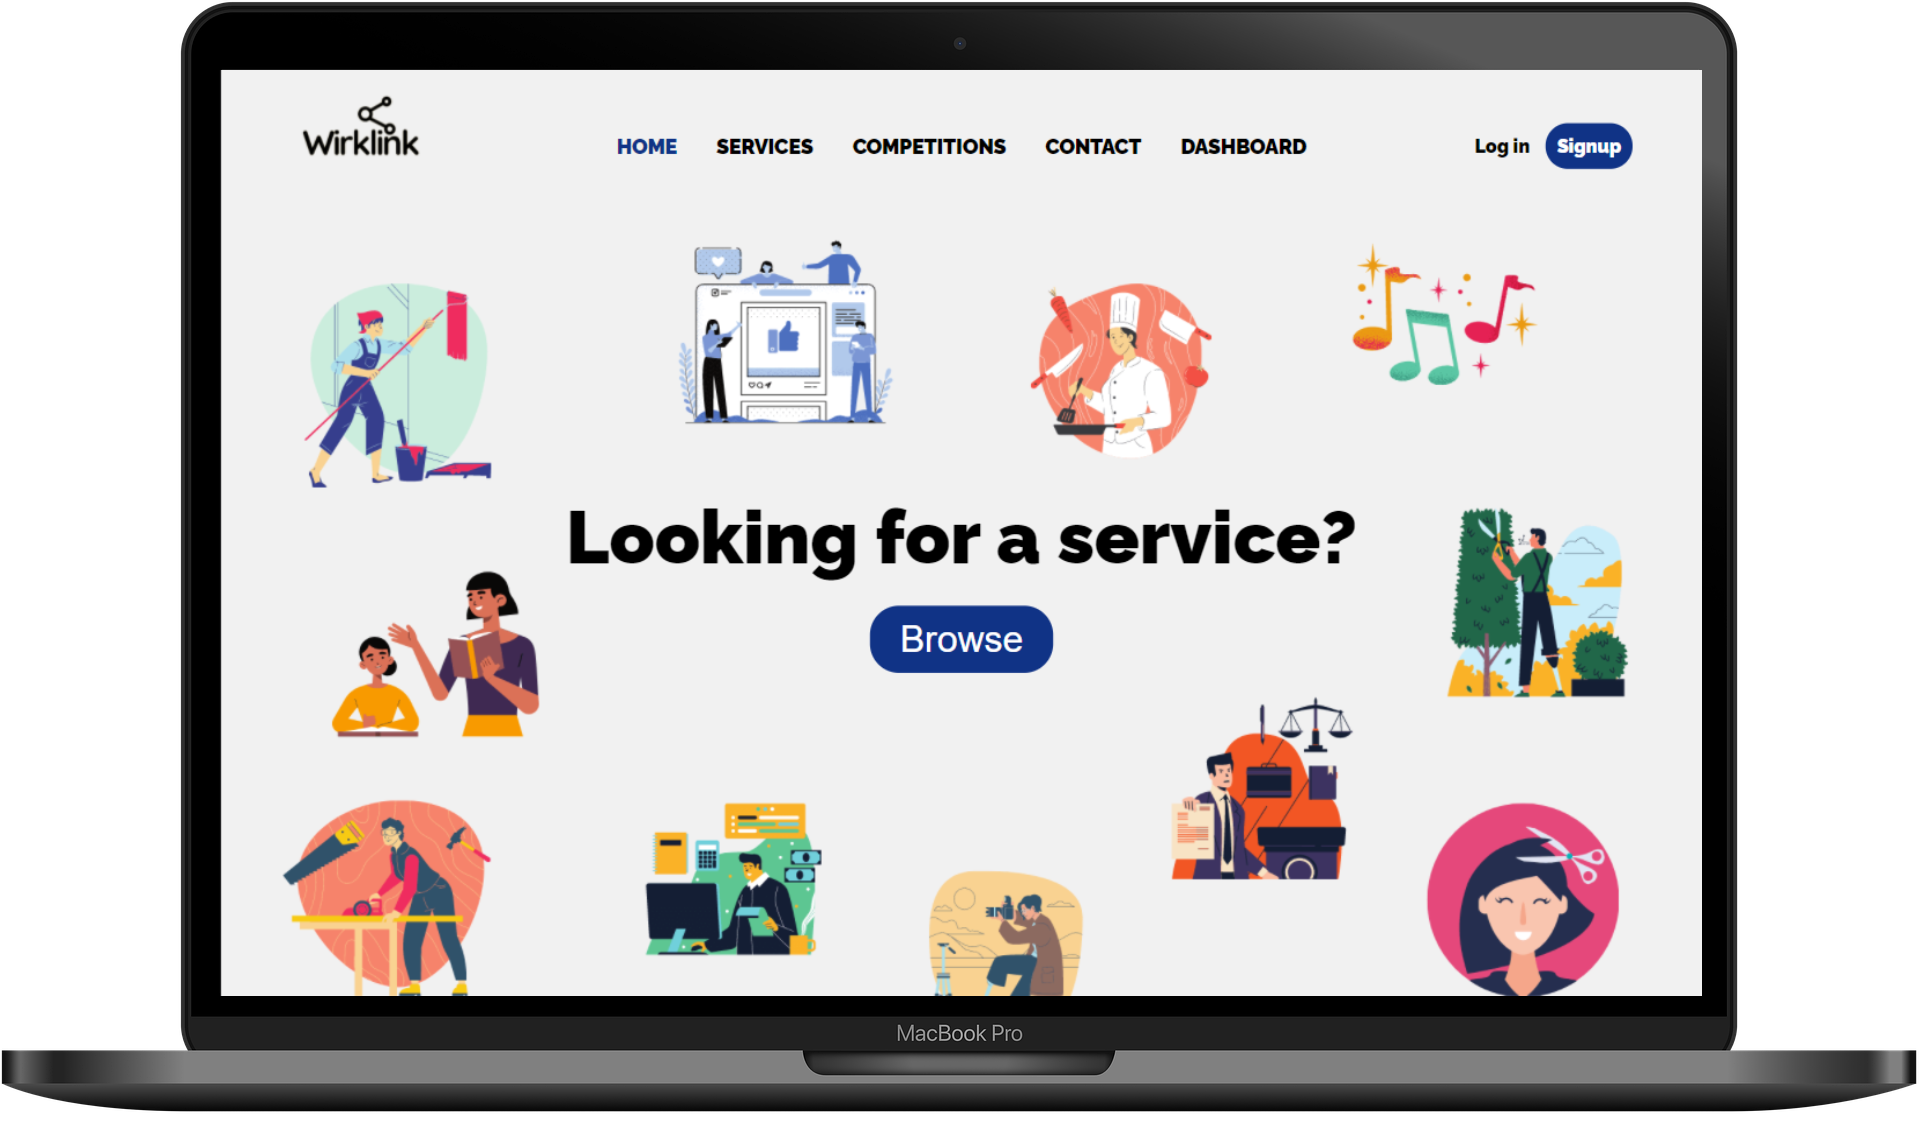 Wirklink
HOME SERVICES COMPETITIONS CONTACT DASHBOARD
Log in Signup
Looking for a service?
Browse
MacBook Pro